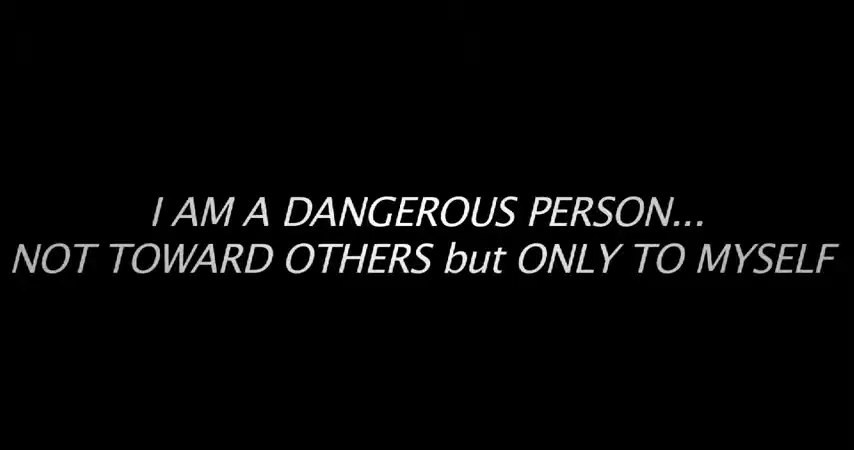 I AM A DANGEROUS PERSON...
NOT TOWARD OTHERS but ONLY TO MYSELF